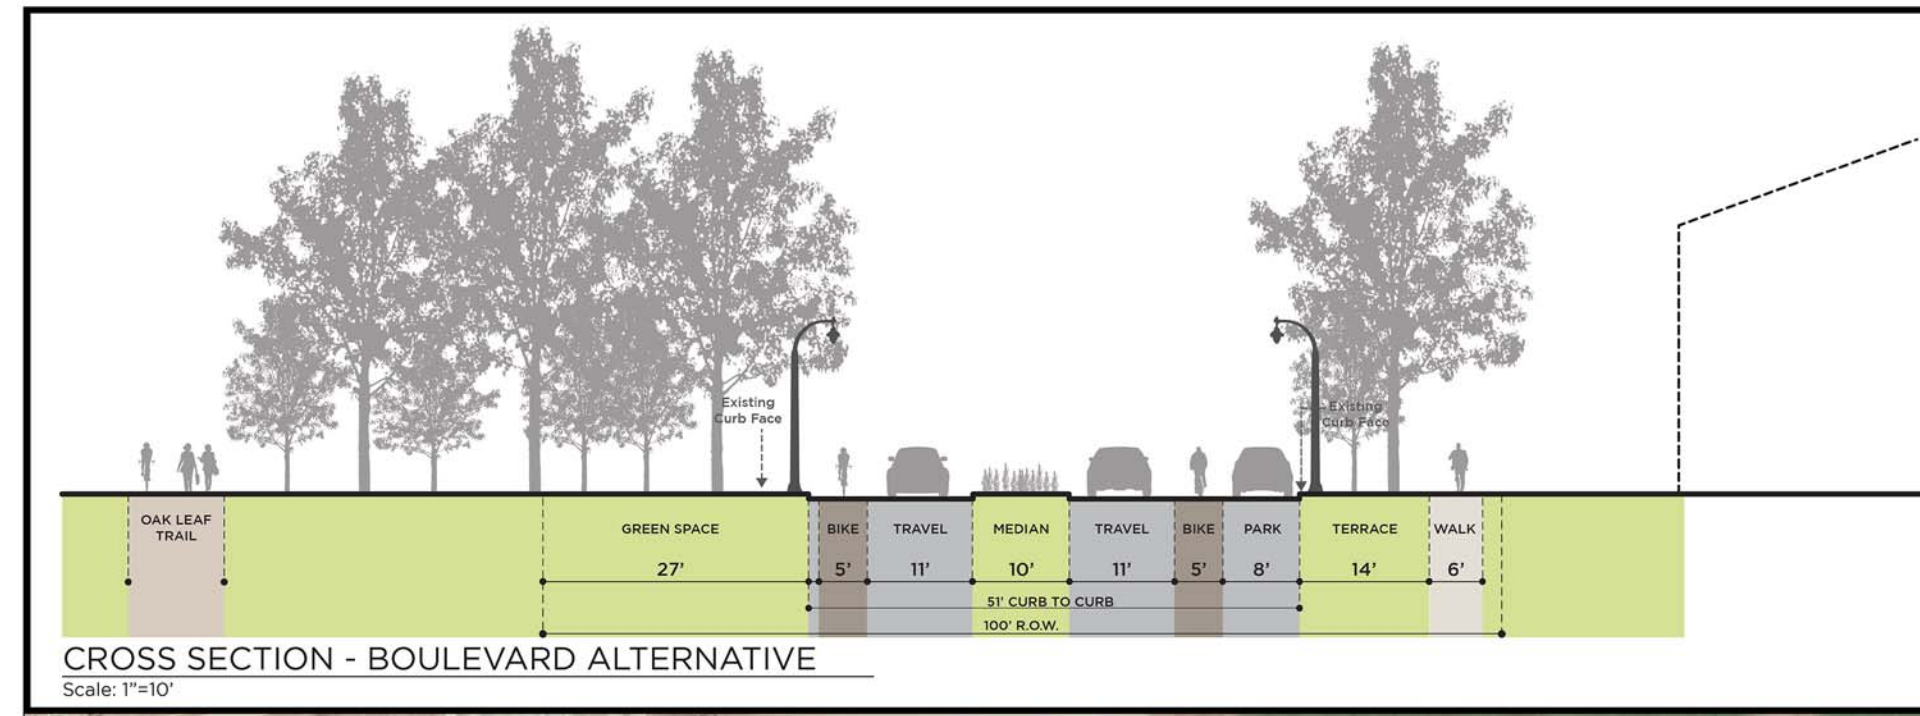 Existing
Curb Face
Existing
Curb Face
OAK LEAF
TRAIL
GREEN SPACE
BIKE
TRAVEL
MEDIAN
TRAVEL
BIKE
PARK
TERRACE
WALK
27’
5’
11’
10’
11’
5’
8’
14’
6’
51’ CURB TO CURB
100’ R.O.W.
CROSS SECTION - BOULEVARD ALTERNATIVE
Scale: 1”=10’